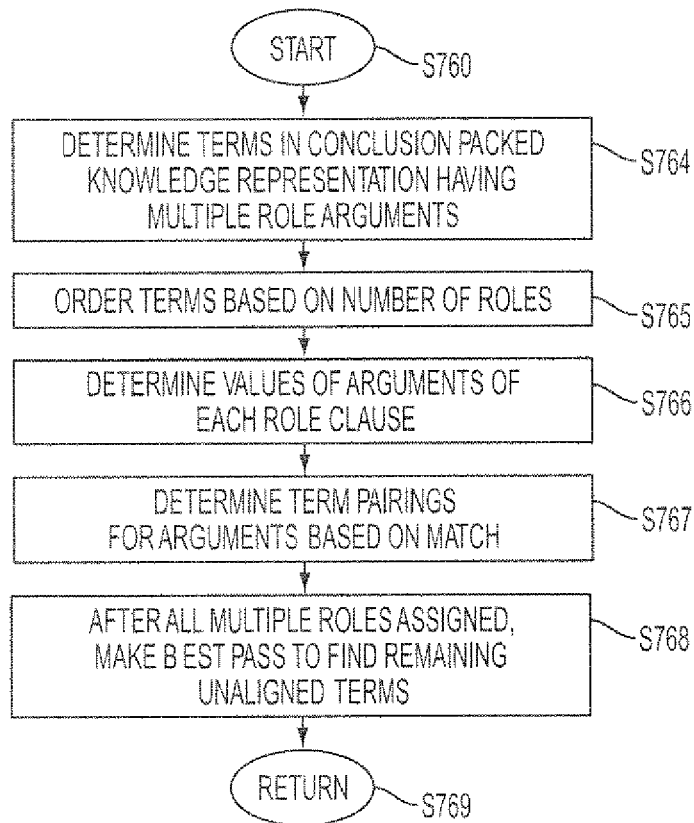 START
S760
DETERMINE TERMS IN CONCLUSION PACKED
KNOWLEDGE REPRESENTATION HAVING
MULTIPLE ROLE ARGUMENTS
S764
ORDER TERMS BASED ON NUMBER OF ROLES
S765
DETERMINE VALUES OF ARGUMENTS OF
EACH ROLE CLAUSE
S766
DETERMINE TERM PAIRINGS
FOR ARGUMENTS BASED ON MATCH
S767
AFTER ALL MULTIPLE ROLES ASSIGNED,
MAKE B EST PASS TO FIND REMAINING
UNALIGNED TERMS
S768
RETURN
S769